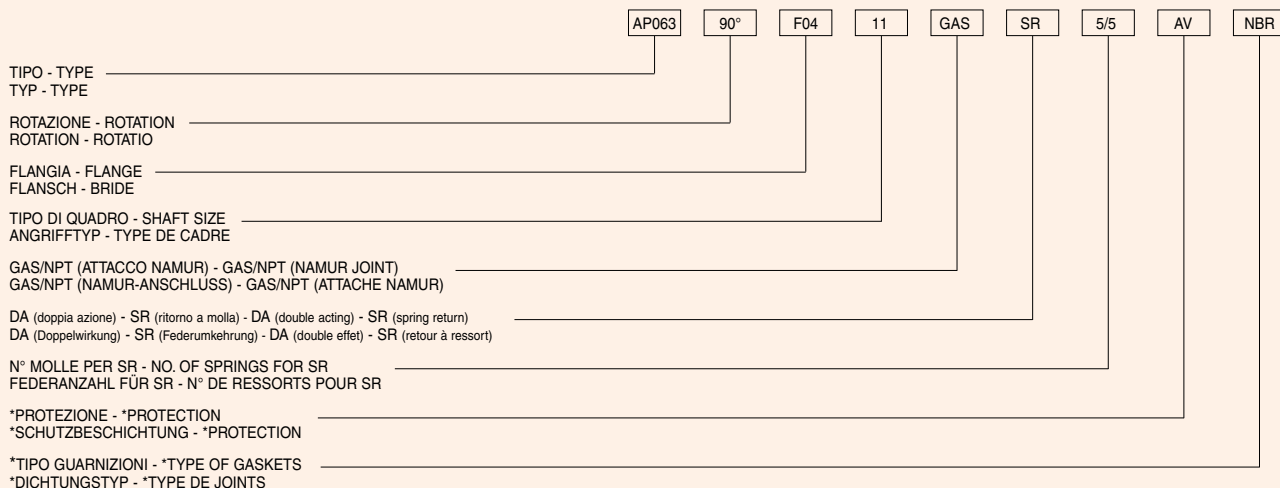 AP063 90° F04 11 GAS SR 5/5 AV NBR
TIPO - TYPE
TYP - TYPE
ROTAZIONE - ROTATION
ROTATION - ROTATIO
FLANGIA - FLANGE
FLANSCH - BRIDE
TIPO DI QUADRO - SHAFT SIZE
ANGRIFFTYP - TYPE DE CADRE
GAS/NPT (ATTACCO NAMUR) - GAS/NPT (NAMUR JOINT)
GAS/NPT (NAMUR-ANSCHLUSS) - GAS/NPT (ATTACHE NAMUR)
DA (doppia azione) - SR (ritorno a molla) - DA (double acting) - SR (spring return)
DA (Doppelwirkung) - SR (Federumkehrung) - DA (double effet) - SR (retour à ressort)
N° MOLLE PER SR - NO. OF SPRINGS FOR SR
FEDERANZAHL FÜR SR - N° DE RESSORTS POUR SR
*PROTEZIONE - *PROTECTION
*SCHUTZBESCHICHTUNG - *PROTECTION
*TIPO GUARNIZIONI - *TYPE OF GASKETS
*DICHTUNGSTYP - *TYPE DE JOINTS